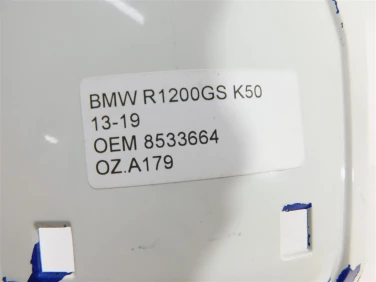 BMW R1200GS K50
13-19
OEM 8533664
OZ.A179